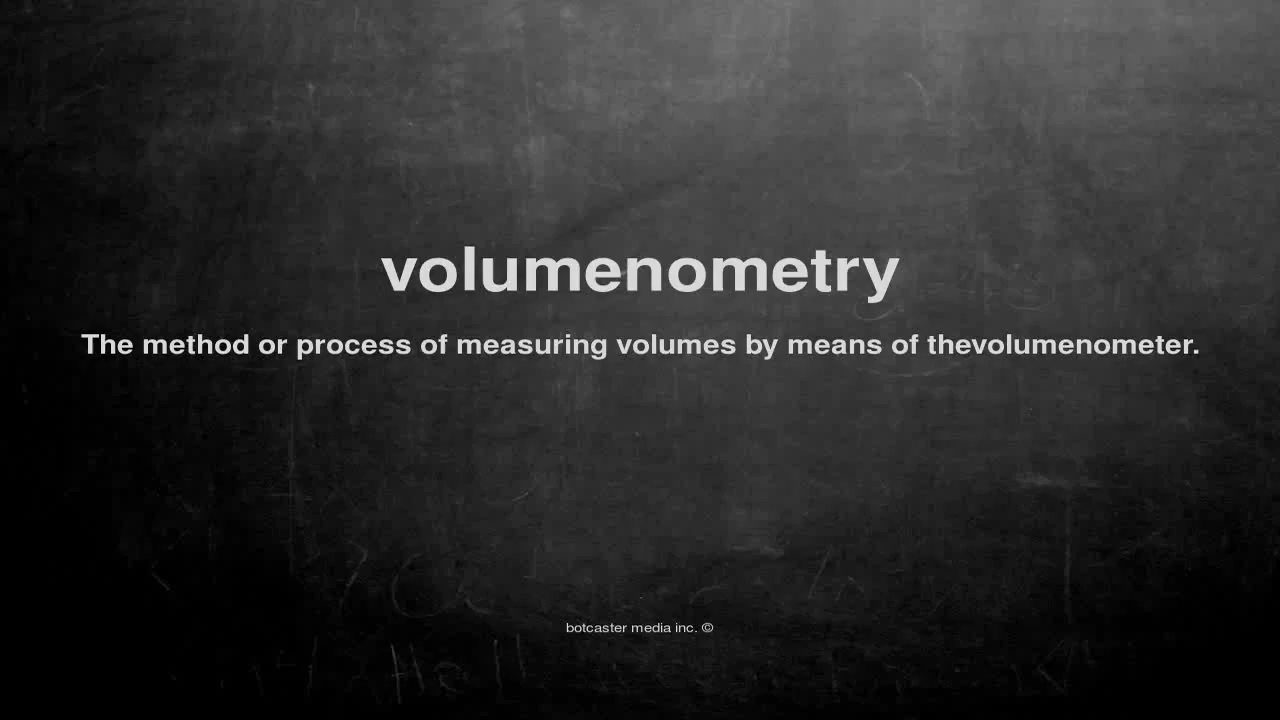 volumenometry
The method or process of measuring volumes by means of thevolumenometer.
botcaster media inc. ©